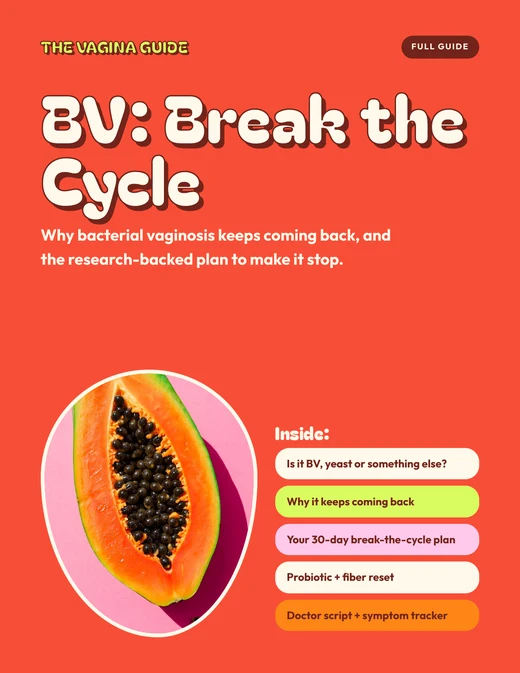 THE VAGINA GUIDE
FULL GUIDE
BV: Break the
Cycle
Why bacterial vaginosis keeps coming back, and
the research-backed plan to make it stop.
Inside:
Is it BV, yeast or something else?
Why it keeps coming back
Your 30-day break-the-cycle plan
Probiotic + fiber reset
Doctor script + symptom tracker